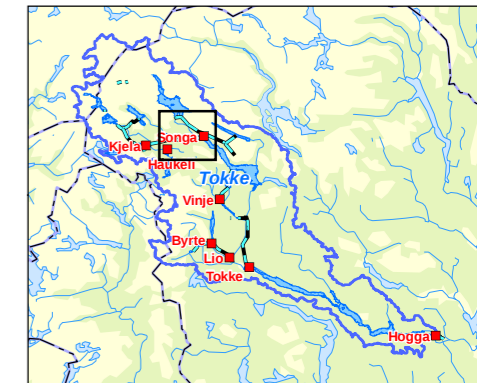 Songa
Kjela
Haukeli
Tokke
Vinje
Byrte
Lio
Tokke
Hogga